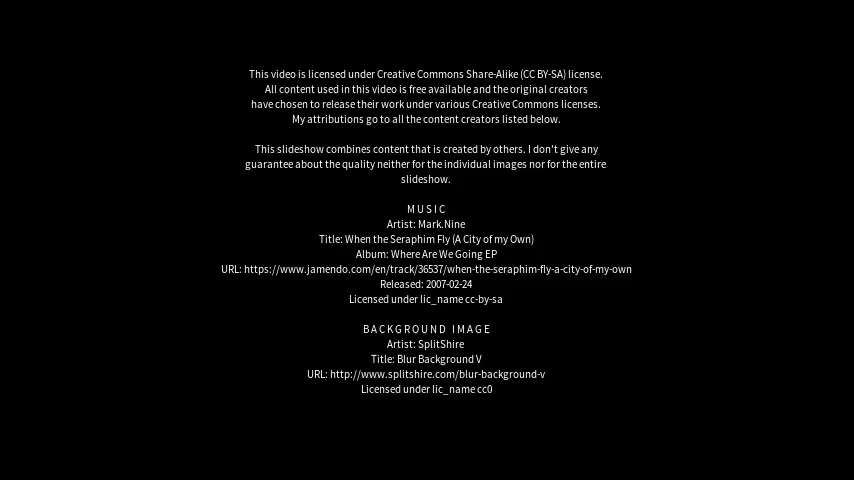 This video is licensed under Creative Commons Share-Alike (CC BY-SA) license.
All content used in this video is free available and the original creators
have chosen to release their work under various Creative Commons licenses.
My attributions go to all the content creators listed below.
This slideshow combines content that is created by others. I don't give any
guarantee about the quality neither for the individual images nor for the entire
slideshow.
MUSIC
Artist: Mark.Nine
Title: When the Seraphim Fly (A City of my Own)
Album: Where Are We Going EP
URL: https://www.jamendo.com/en/track/36537/when-the-seraphim-fly-a-city-of-my-own
Released: 2007-02-24
Licensed under lic_name cc-by-sa
BACKGROUND IMAGE
Artist: SplitShire
Title: Blur Background V
URL: http://www.splitshire.com/blur-background-v
Licensed under lic_name cc0